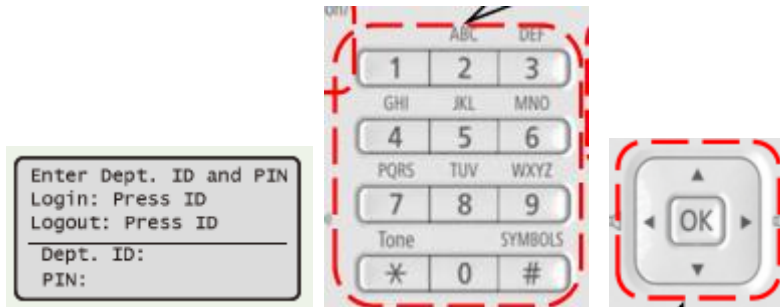 Enter Dept. ID and PIN
Login: Press ID
Logout: Press ID
Dept. ID:
PIN:
ABC DEF
1 2 3
GHI JKL MNO
4 5 6
PQRS TUV WXYZ
7 8 9
Tone SYMBOLS
* 0 #
OK